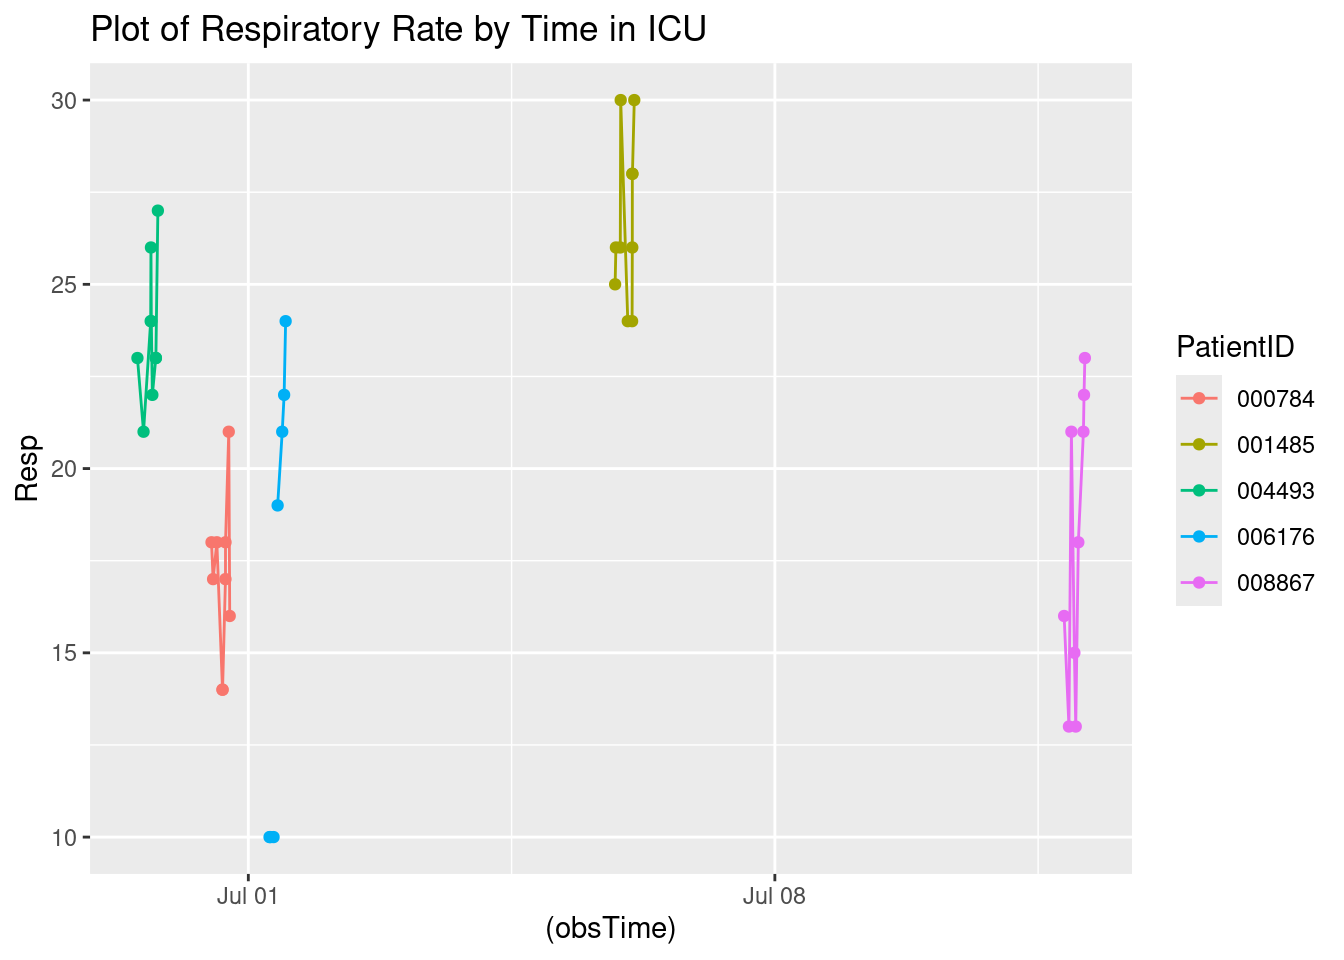 Plot of Respiratory Rate by Time in ICU
30
25
20
15
10
Resp
Jul 01
Jul 08
(obsTime)
PatientID
000784
001485
004493
006176
008867